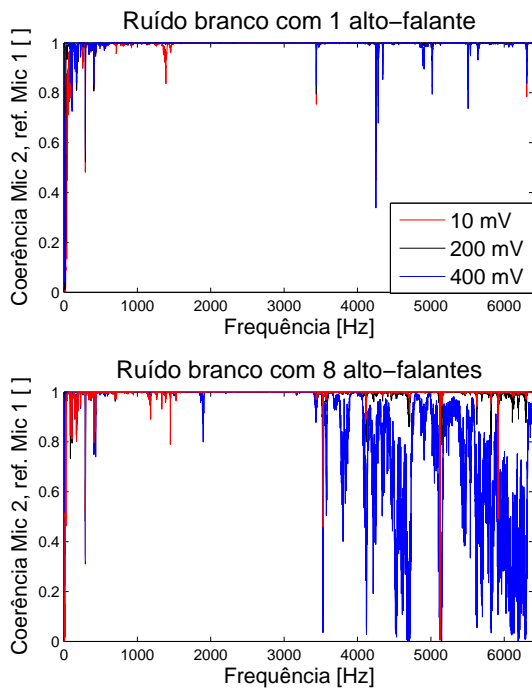 Ruído branco com 1 alto−falante
Coerência Mic 2, ref. Mic 1 [ ]
1
0.8
0.6
0.4
0.2
0
10 mV
200 mV
400 mV
0 1000 2000 3000 4000 5000 6000
Frequência [Hz]
Ruído branco com 8 alto−falantes
Coerência Mic 2, ref. Mic 1 [ ]
1
0.8
0.6
0.4
0.2
0
0 1000 2000 3000 4000 5000 6000
Frequência [Hz]